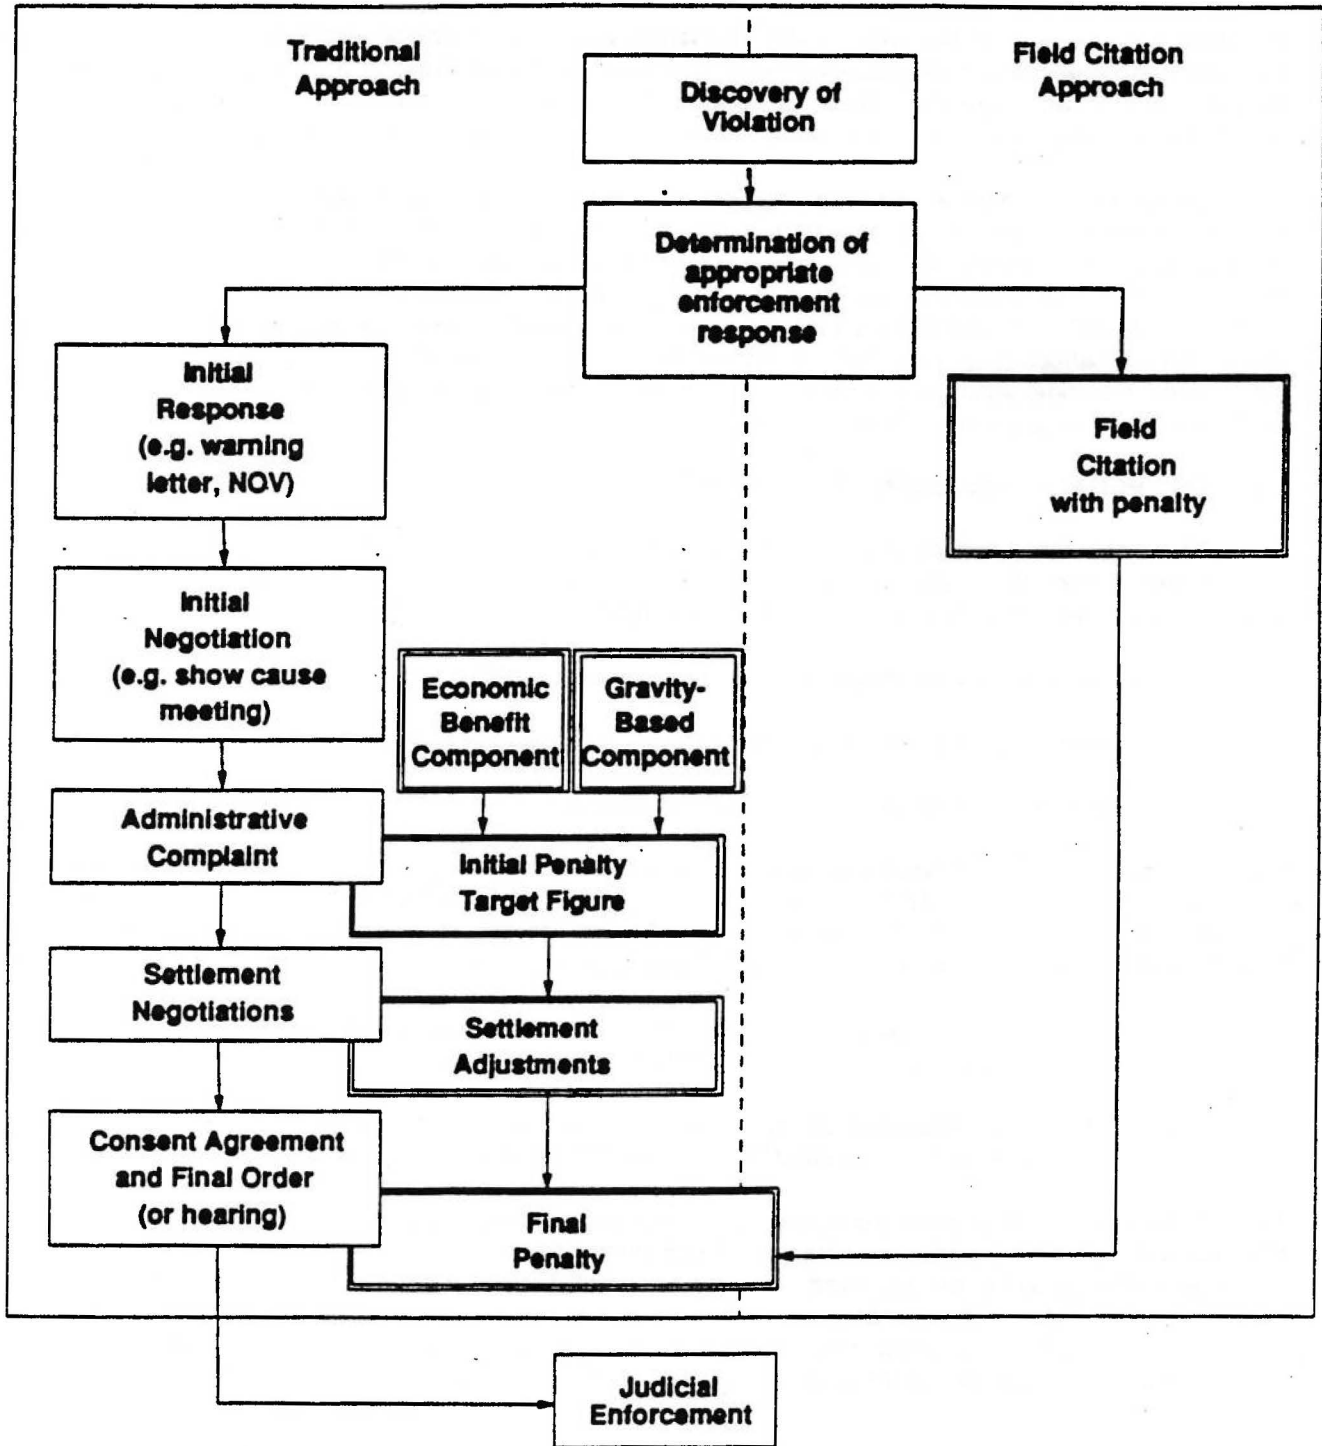 Traditional
Approach
Field Citation
Approach
Discovery of
Violation
Determination of
appropriate
enforcement
response
Initial
Response
(e.g. warning
letter, NOV)
Field
Citation
with penalty
Initial
Negotiation
(e.g. show cause
meeting)
Economic
Benefit
Component
Gravity-
Based
Component
Administrative
Complaint
Initial Penalty
Target Figure
Settlement
Negotiations
Settlement
Adjustments
Consent Agreement
and Final Order
(or hearing)
Final
Penalty
Judicial
Enforcement